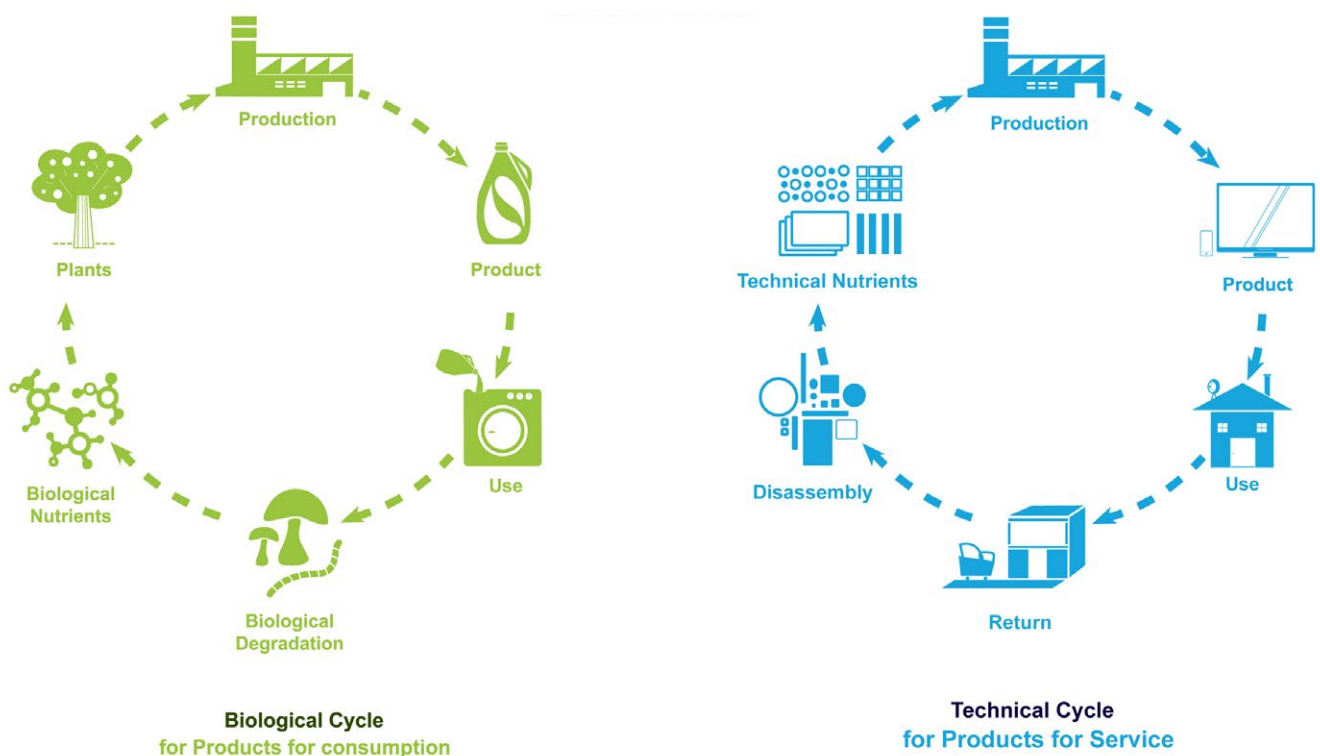 Production
Plants
Product
Biological
Nutrients
Use
Biological
Degradation
Biological Cycle
for Products for consumption
Production
Technical Nutrients
Product
Disassembly
Use
Return
Technical Cycle
for Products for Service